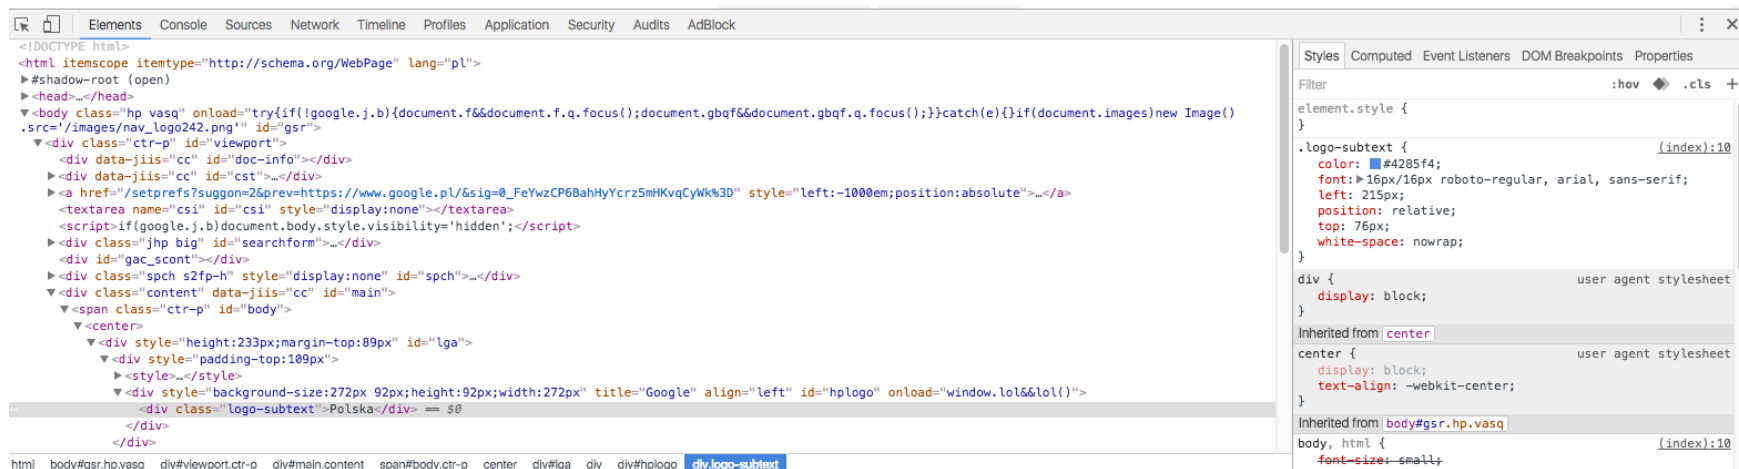 Elements Console Sources Network Timeline Profiles Application Security Audits AdBlock
<!DOCTYPE html>
<html itemscope itemtype="http://schema.org/WebPage" lang="pl">
#shadow-root (open)
<head>…</head>
<body class="hp vasq" onload="try{if(!google.j.b){document.f&&document.f.q.focus();document.gbqf&&document.gbqf.q.focus();}}catch(e){}if(document.images)new Image()
.src='/images/nav_logo242.png'" id="gsr">
<div class="ctr-p" id="viewport">
<div data-jiis="cc" id="doc-info"></div>
<div data-jiis="cc" id="cst">…</div>
<a href="/setprefs?suggon=2&prev=https://www.google.pl/&sig=0_FeYwzCP6BahHyYcrz5mHKvqCyWk%3D" style="left:-1000em;position:absolute">…</a>
<textarea name="csi" id="csi" style="display:none"></textarea>
<script>if(google.j.b)document.body.style.visibility='hidden';</script>
<div class="jhp big" id="searchform">…</div>
<div id="gac_scont"></div>
<div class="spch s2fp-h" style="display:none" id="spch">…</div>
<div class="content" data-jiis="cc" id="main">
<span class="ctr-p" id="body">
<center>
<div style="height:233px;margin-top:89px" id="lga">
<div style="padding-top:109px">
<style>…</style>
<div style="background-size:272px 92px;height:92px;width:272px" title="Google" align="left" id="hplogo" onload="window.lol&&lol()">
<div class="logo-subtext">Polska</div> == $0
</div>
</div>
html body#gsr.hp.vasq div#viewport.ctr-p div#main.content span#body.ctr-p center div#lga div div#hplogo div.logo-subtext
Styles Computed Event Listeners DOM Breakpoints Properties
Filter :hov .cls +
element.style {
}
.logo-subtext { (index):10
color: #4285f4;
font: 16px/16px roboto-regular, arial, sans-serif;
left: 215px;
position: relative;
top: 76px;
white-space: nowrap;
}
div { user agent stylesheet
display: block;
}
Inherited from center
center { user agent stylesheet
display: block;
text-align: -webkit-center;
}
Inherited from body#gsr.hp.vasq
body, html { (index):10
font-size: small;